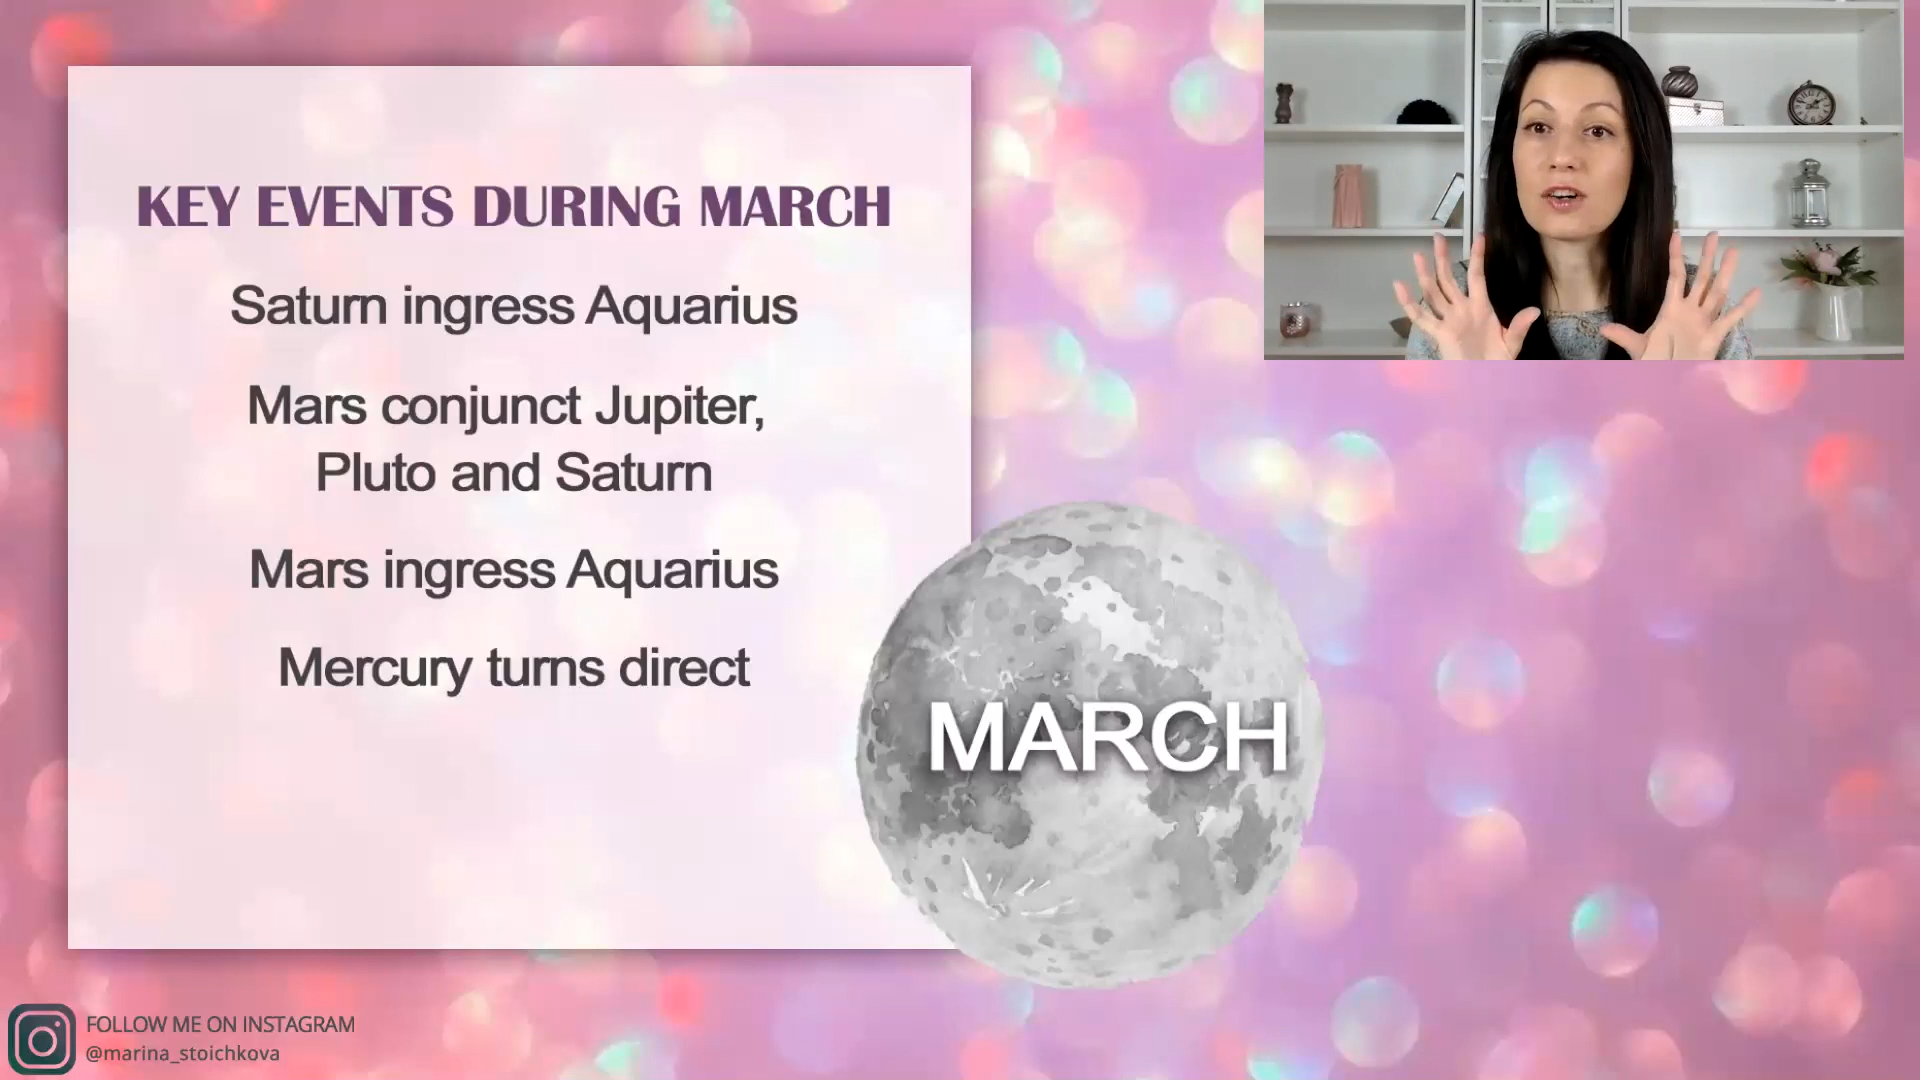 KEY EVENTS DURING MARCH
Saturn ingress Aquarius
Mars conjunct Jupiter,
Pluto and Saturn
Mars ingress Aquarius
Mercury turns direct
MARCH
FOLLOW ME ON INSTAGRAM
@marina_stoichkova